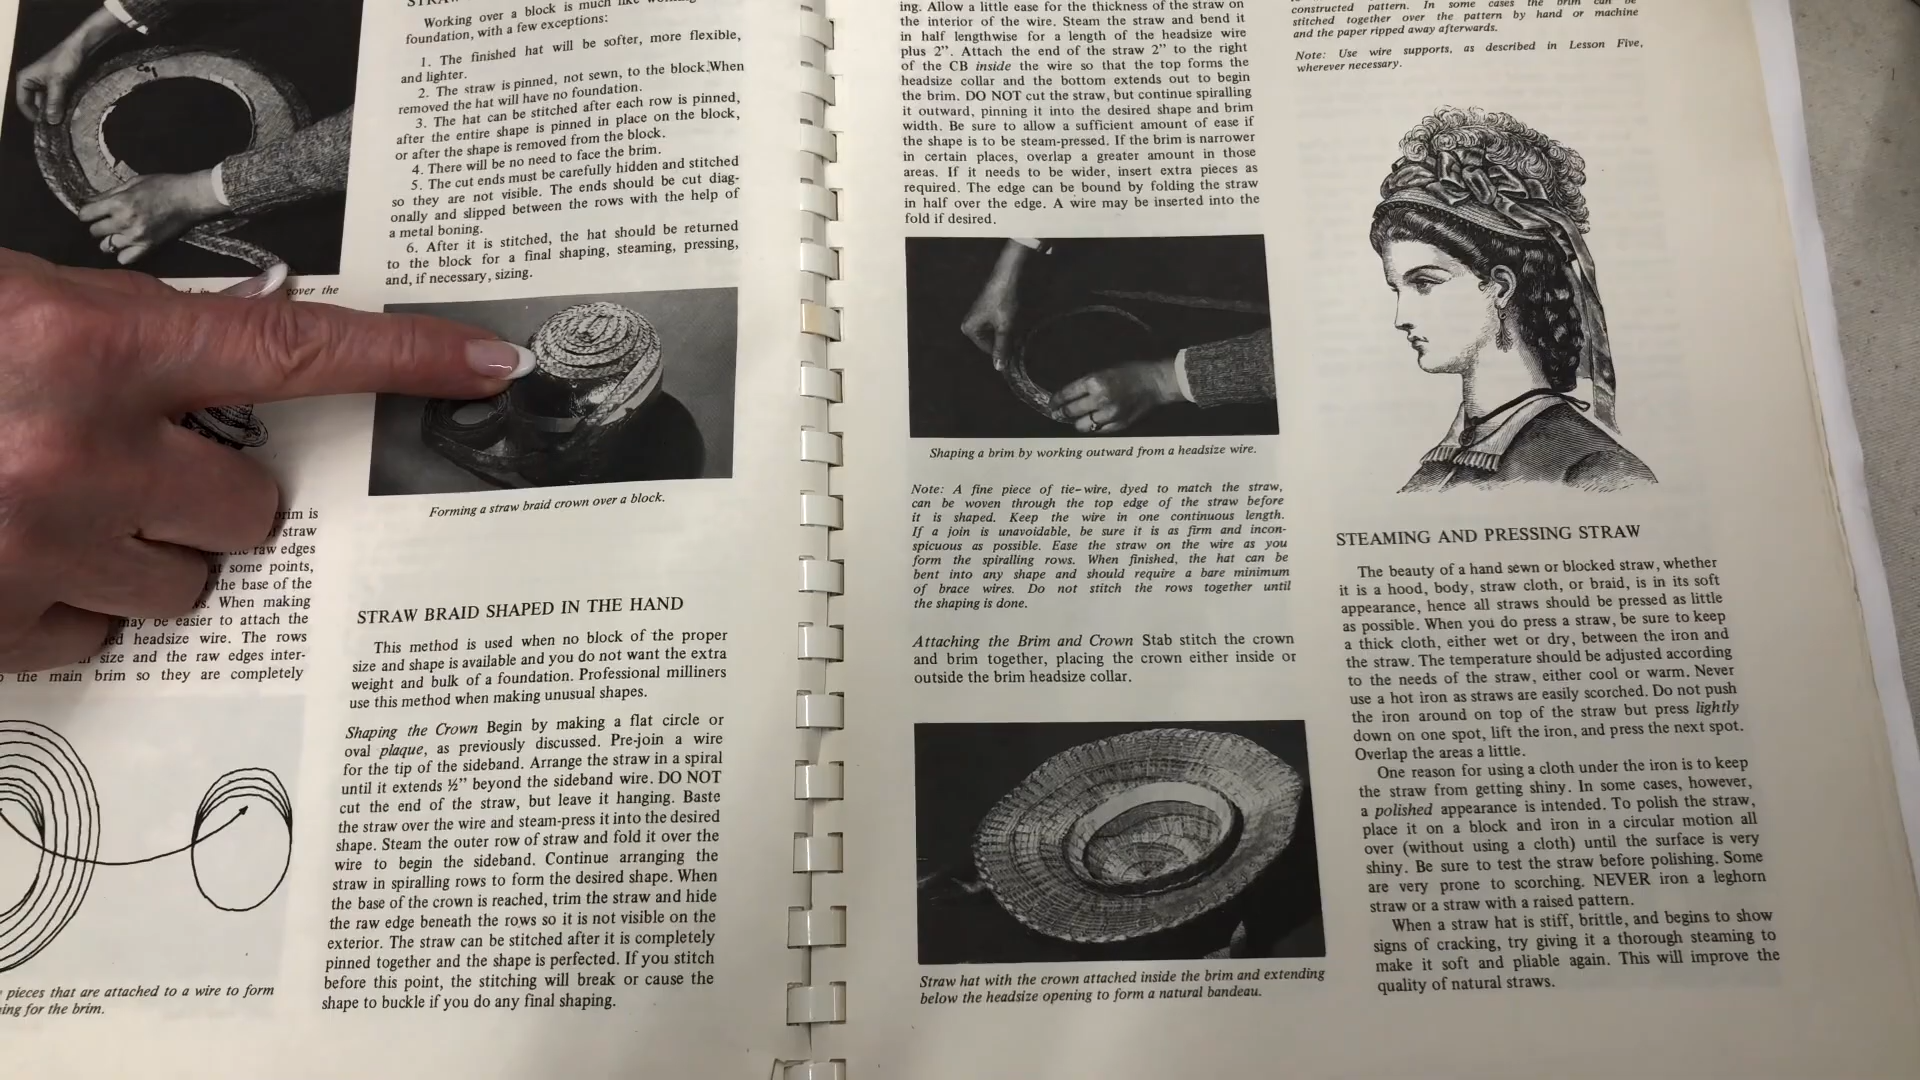 Working over a block is much like
foundation, with a few exceptions:
1. The finished hat will be softer, more flexible,
and lighter.
2. The straw is pinned, not sewn, to the block. When
removed the hat will have no foundation.
3. The hat can be stitched after each row is pinned,
after the entire shape is pinned in place on the block,
or after the shape is removed from the block.
4. There will be no need to face the brim.
5. The cut ends must be carefully hidden and stitched
so they are not visible. The ends should be cut diag-
onally and slipped between the rows with the help of
a metal boning.
6. After it is stitched, the hat should be returned
to the block for a final shaping, steaming, pressing,
and, if necessary, sizing.
cover the
Forming a straw braid crown over a block.
brim is
straw
raw edges
some points,
the base of the
When making
may be easier to attach the
headsize wire. The rows
size and the raw edges inter-
the main brim so they are completely
pieces that are attached to a wire to form
for the brim.
STRAW BRAID SHAPED IN THE HAND
This method is used when no block of the proper
size and shape is available and you do not want the extra
weight and bulk of a foundation. Professional milliners
use this method when making unusual shapes.
Shaping the Crown Begin by making a flat circle or
oval plaque, as previously discussed. Pre-join a wire
for the tip of the sideband. Arrange the straw in a spiral
until it extends ½" beyond the sideband wire. DO NOT
cut the end of the straw, but leave it hanging. Baste
the straw over the wire and steam-press it into the desired
shape. Steam the outer row of straw and fold it over the
wire to begin the sideband. Continue arranging the
straw in spiralling rows to form the desired shape. When
the base of the crown is reached, trim the straw and hide
the raw edge beneath the rows so it is not visible on the
exterior. The straw can be stitched after it is completely
pinned together and the shape is perfected. If you stitch
before this point, the stitching will break or cause the
shape to buckle if you do any final shaping.
ing. Allow a little ease for the thickness of the straw on
the interior of the wire. Steam the straw and bend it
in half lengthwise for a length of the headsize wire
plus 2". Attach the end of the straw 2" to the right
of the CB inside the wire so that the top forms the
headsize collar and the bottom extends out to begin
the brim. DO NOT cut the straw, but continue spiralling
it outward, pinning it into the desired shape and brim
width. Be sure to allow a sufficient amount of ease if
the shape is to be steam-pressed. If the brim is narrower
in certain places, overlap a greater amount in those
areas. If it needs to be wider, insert extra pieces as
required. The edge can be bound by folding the straw
in half over the edge. A wire may be inserted into the
fold if desired.
Shaping a brim by working outward from a headsize wire.
Note: A fine piece of tie-wire, dyed to match the straw,
can be woven through the top edge of the straw before
it is shaped. Keep the wire in one continuous length.
If a join is unavoidable, be sure it is as firm and incon-
spicuous as possible. Ease the straw on the wire as you
form the spiralling rows. When finished, the hat can be
bent into any shape and should require a bare minimum
of brace wires. Do not stitch the rows together until
the shaping is done.
Attaching the Brim and Crown Stab stitch the crown
and brim together, placing the crown either inside or
outside the brim headsize collar.
Straw hat with the crown attached inside the brim and extending
below the headsize opening to form a natural bandeau.
constructed pattern. In some cases the brim can be
stitched together over the pattern by hand or machine
and the paper ripped away afterwards.
Note: Use wire supports, as described in Lesson Five,
wherever necessary.
STEAMING AND PRESSING STRAW
The beauty of a hand sewn or blocked straw, whether
it is a hood, body, straw cloth, or braid, is in its soft
appearance, hence all straws should be pressed as little
as possible. When you do press a straw, be sure to keep
a thick cloth, either wet or dry, between the iron and
the straw. The temperature should be adjusted according
to the needs of the straw, either cool or warm. Never
use a hot iron as straws are easily scorched. Do not push
the iron around on top of the straw but press lightly
down on one spot, lift the iron, and press the next spot.
Overlap the areas a little.
One reason for using a cloth under the iron is to keep
the straw from getting shiny. In some cases, however,
a polished appearance is intended. To polish the straw,
place it on a block and iron in a circular motion all
over (without using a cloth) until the surface is very
shiny. Be sure to test the straw before polishing. Some
are very prone to scorching. NEVER iron a leghorn
straw or a straw with a raised pattern.
When a straw hat is stiff, brittle, and begins to show
signs of cracking, try giving it a thorough steaming to
make it soft and pliable again. This will improve the
quality of natural straws.